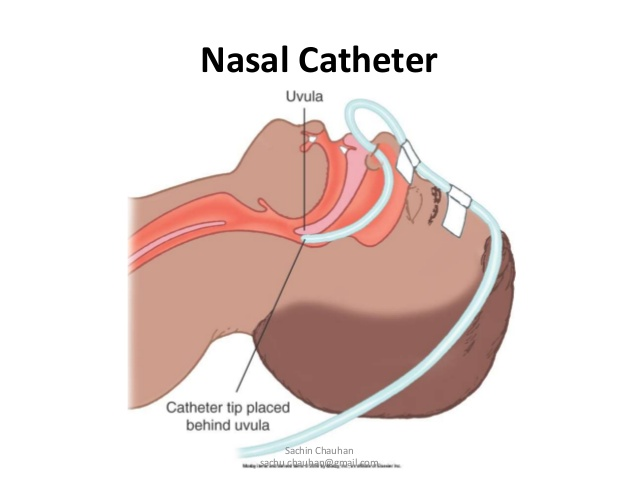 Nasal Catheter
Uvula
Catheter tip placed
behind uvula
Sachin Chauhan
sachu.chauhan@gmail.com